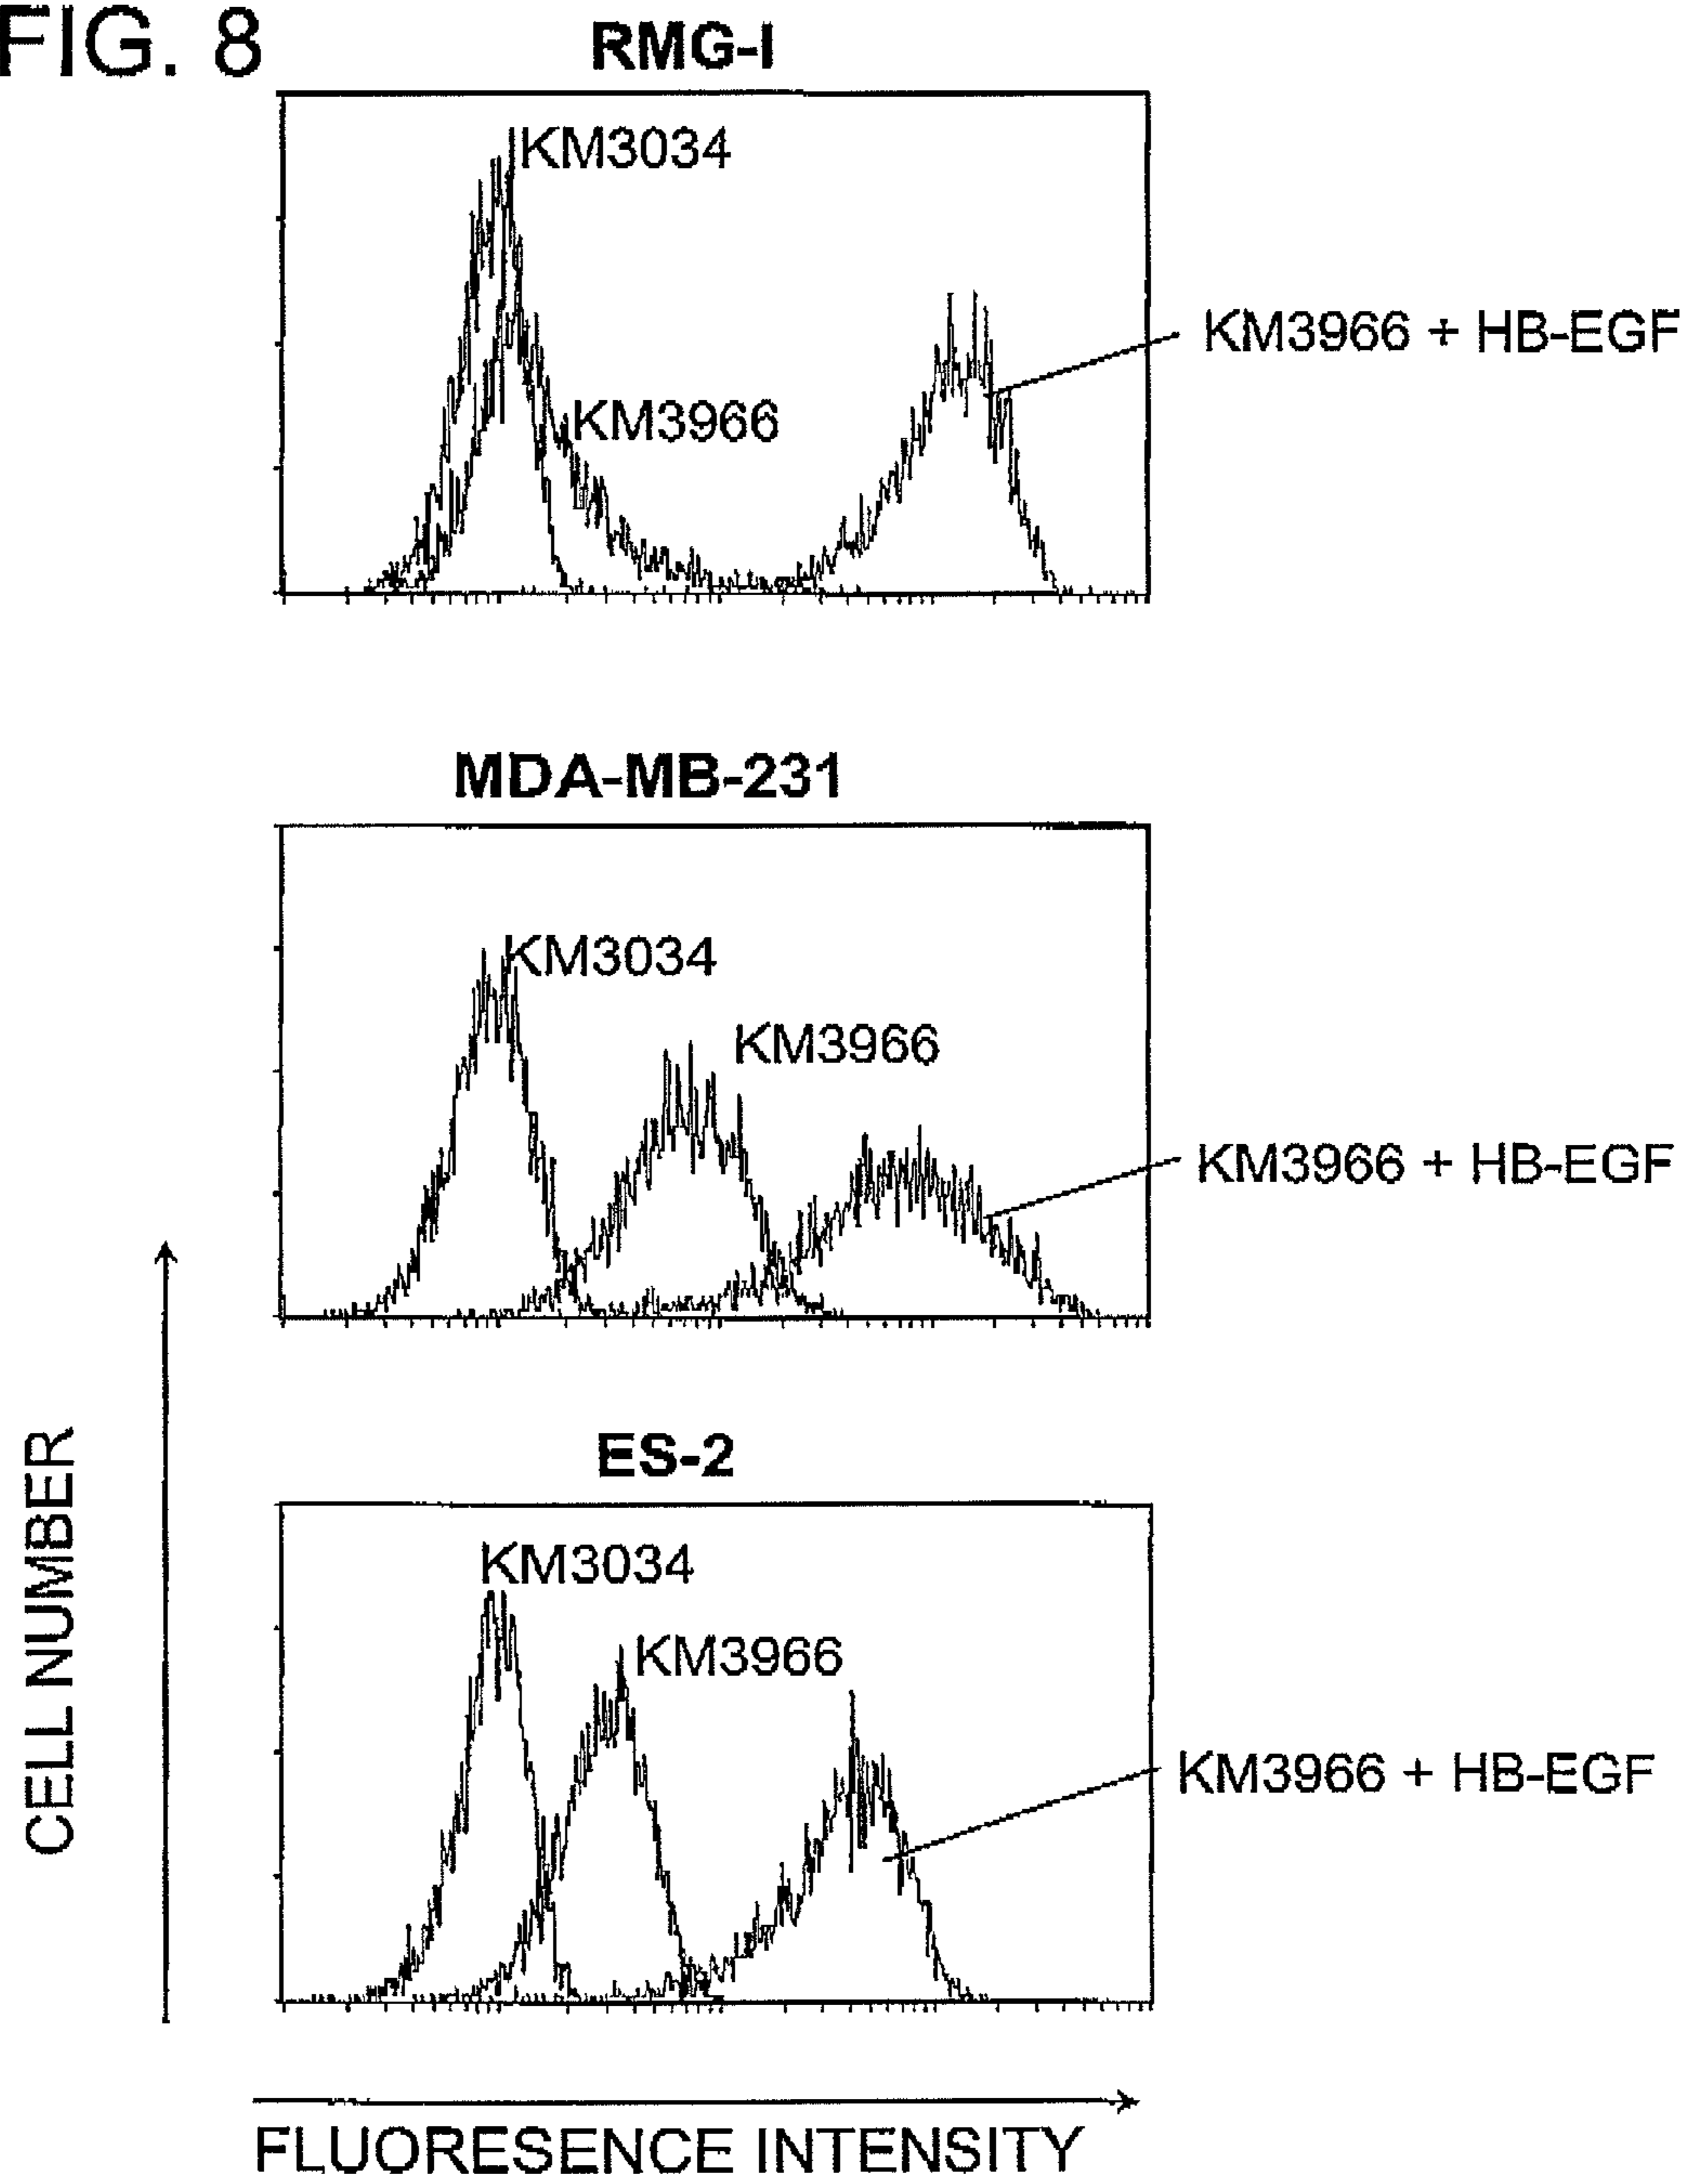 FIG. 8
RMG-I
KM3034
KM3966 + HB-EGF
KM3966
MDA-MB-231
KM3034
KM3966
KM3966 + HB-EGF
ES-2
KM3034
KM3966
KM3966 + HB-EGF
CELL NUMBER
FLUORESENCE INTENSITY